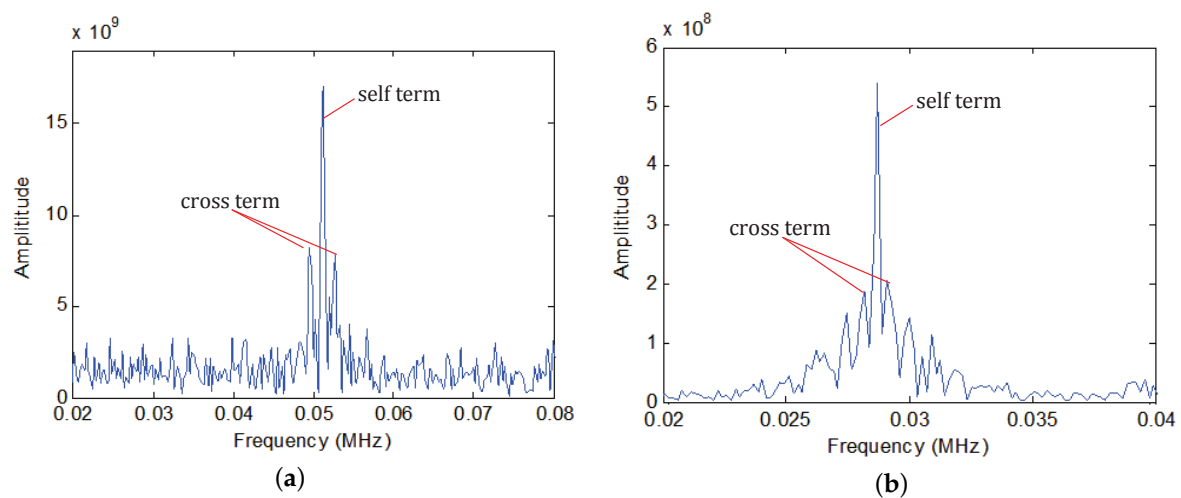 x 10^9
self term
cross term
Amplititude
15
10
5
0
0.02 0.03 0.04 0.05 0.06 0.07 0.08
Frequency (MHz)
(a)
x 10^8
self term
cross term
Amplititude
6
5
4
3
2
1
0
0.02 0.025 0.03 0.035 0.04
Frequency (MHz)
(b)